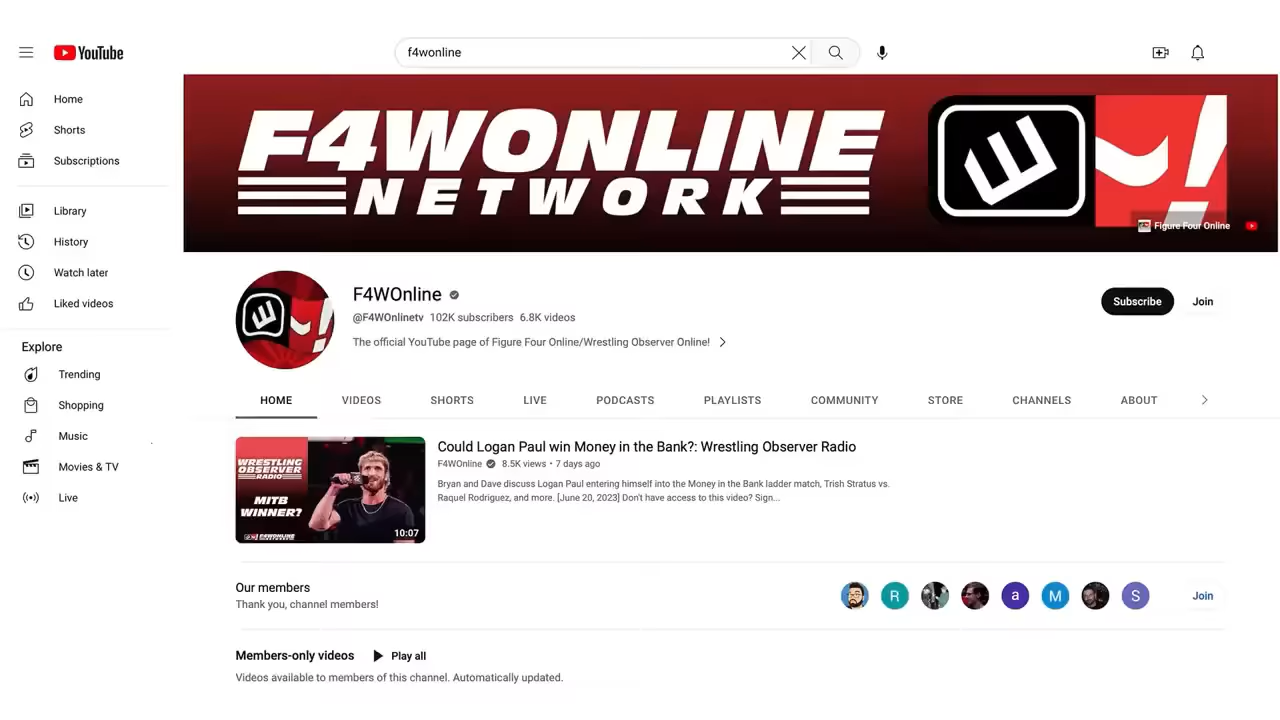 YouTube
f4wonline
Home
Shorts
Subscriptions
Library
History
Watch later
Liked videos
Explore
Trending
Shopping
Music
Movies & TV
Live
F4WONLINE
NETWORK
Figure Four Online
F4WOnline
@F4WOnlinetv 102K subscribers 6.8K videos
The official YouTube page of Figure Four Online/Wrestling Observer Online!
Subscribe
Join
HOME VIDEOS SHORTS LIVE PODCASTS PLAYLISTS COMMUNITY STORE CHANNELS ABOUT
WRESTLING
OBSERVER
RADIO
MITB
WINNER?
F4WONLINE
10:07
Could Logan Paul win Money in the Bank?: Wrestling Observer Radio
F4WOnline 8.5K views • 7 days ago
Bryan and Dave discuss Logan Paul entering himself into the Money in the Bank ladder match, Trish Stratus vs.
Raquel Rodriguez, and more. [June 20, 2023] Don't have access to this video? Sign...
Our members
Thank you, channel members!
R
a
M
S
Join
Members-only videos
Play all
Videos available to members of this channel. Automatically updated.